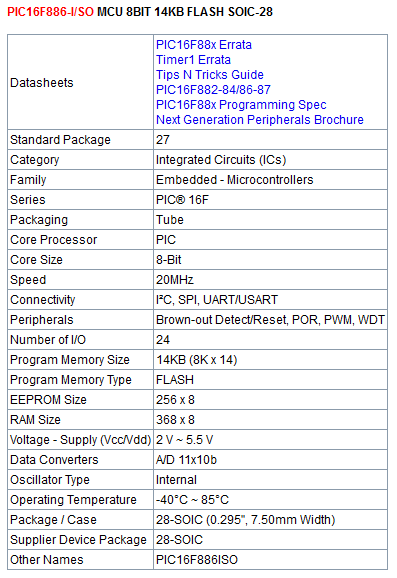 PIC16F886-I/SO MCU 8BIT 14KB FLASH SOIC-28
Datasheets
PIC16F88x Errata
Timer1 Errata
Tips N Tricks Guide
PIC16F882-84/86-87
PIC16F88x Programming Spec
Next Generation Peripherals Brochure
Standard Package 27
Category Integrated Circuits (ICs)
Family Embedded - Microcontrollers
Series PIC® 16F
Packaging Tube
Core Processor PIC
Core Size 8-Bit
Speed 20MHz
Connectivity I²C, SPI, UART/USART
Peripherals Brown-out Detect/Reset, POR, PWM, WDT
Number of I/O 24
Program Memory Size 14KB (8K x 14)
Program Memory Type FLASH
EEPROM Size 256 x 8
RAM Size 368 x 8
Voltage - Supply (Vcc/Vdd) 2 V ~ 5.5 V
Data Converters A/D 11x10b
Oscillator Type Internal
Operating Temperature -40°C ~ 85°C
Package / Case 28-SOIC (0.295", 7.50mm Width)
Supplier Device Package 28-SOIC
Other Names PIC16F886ISO